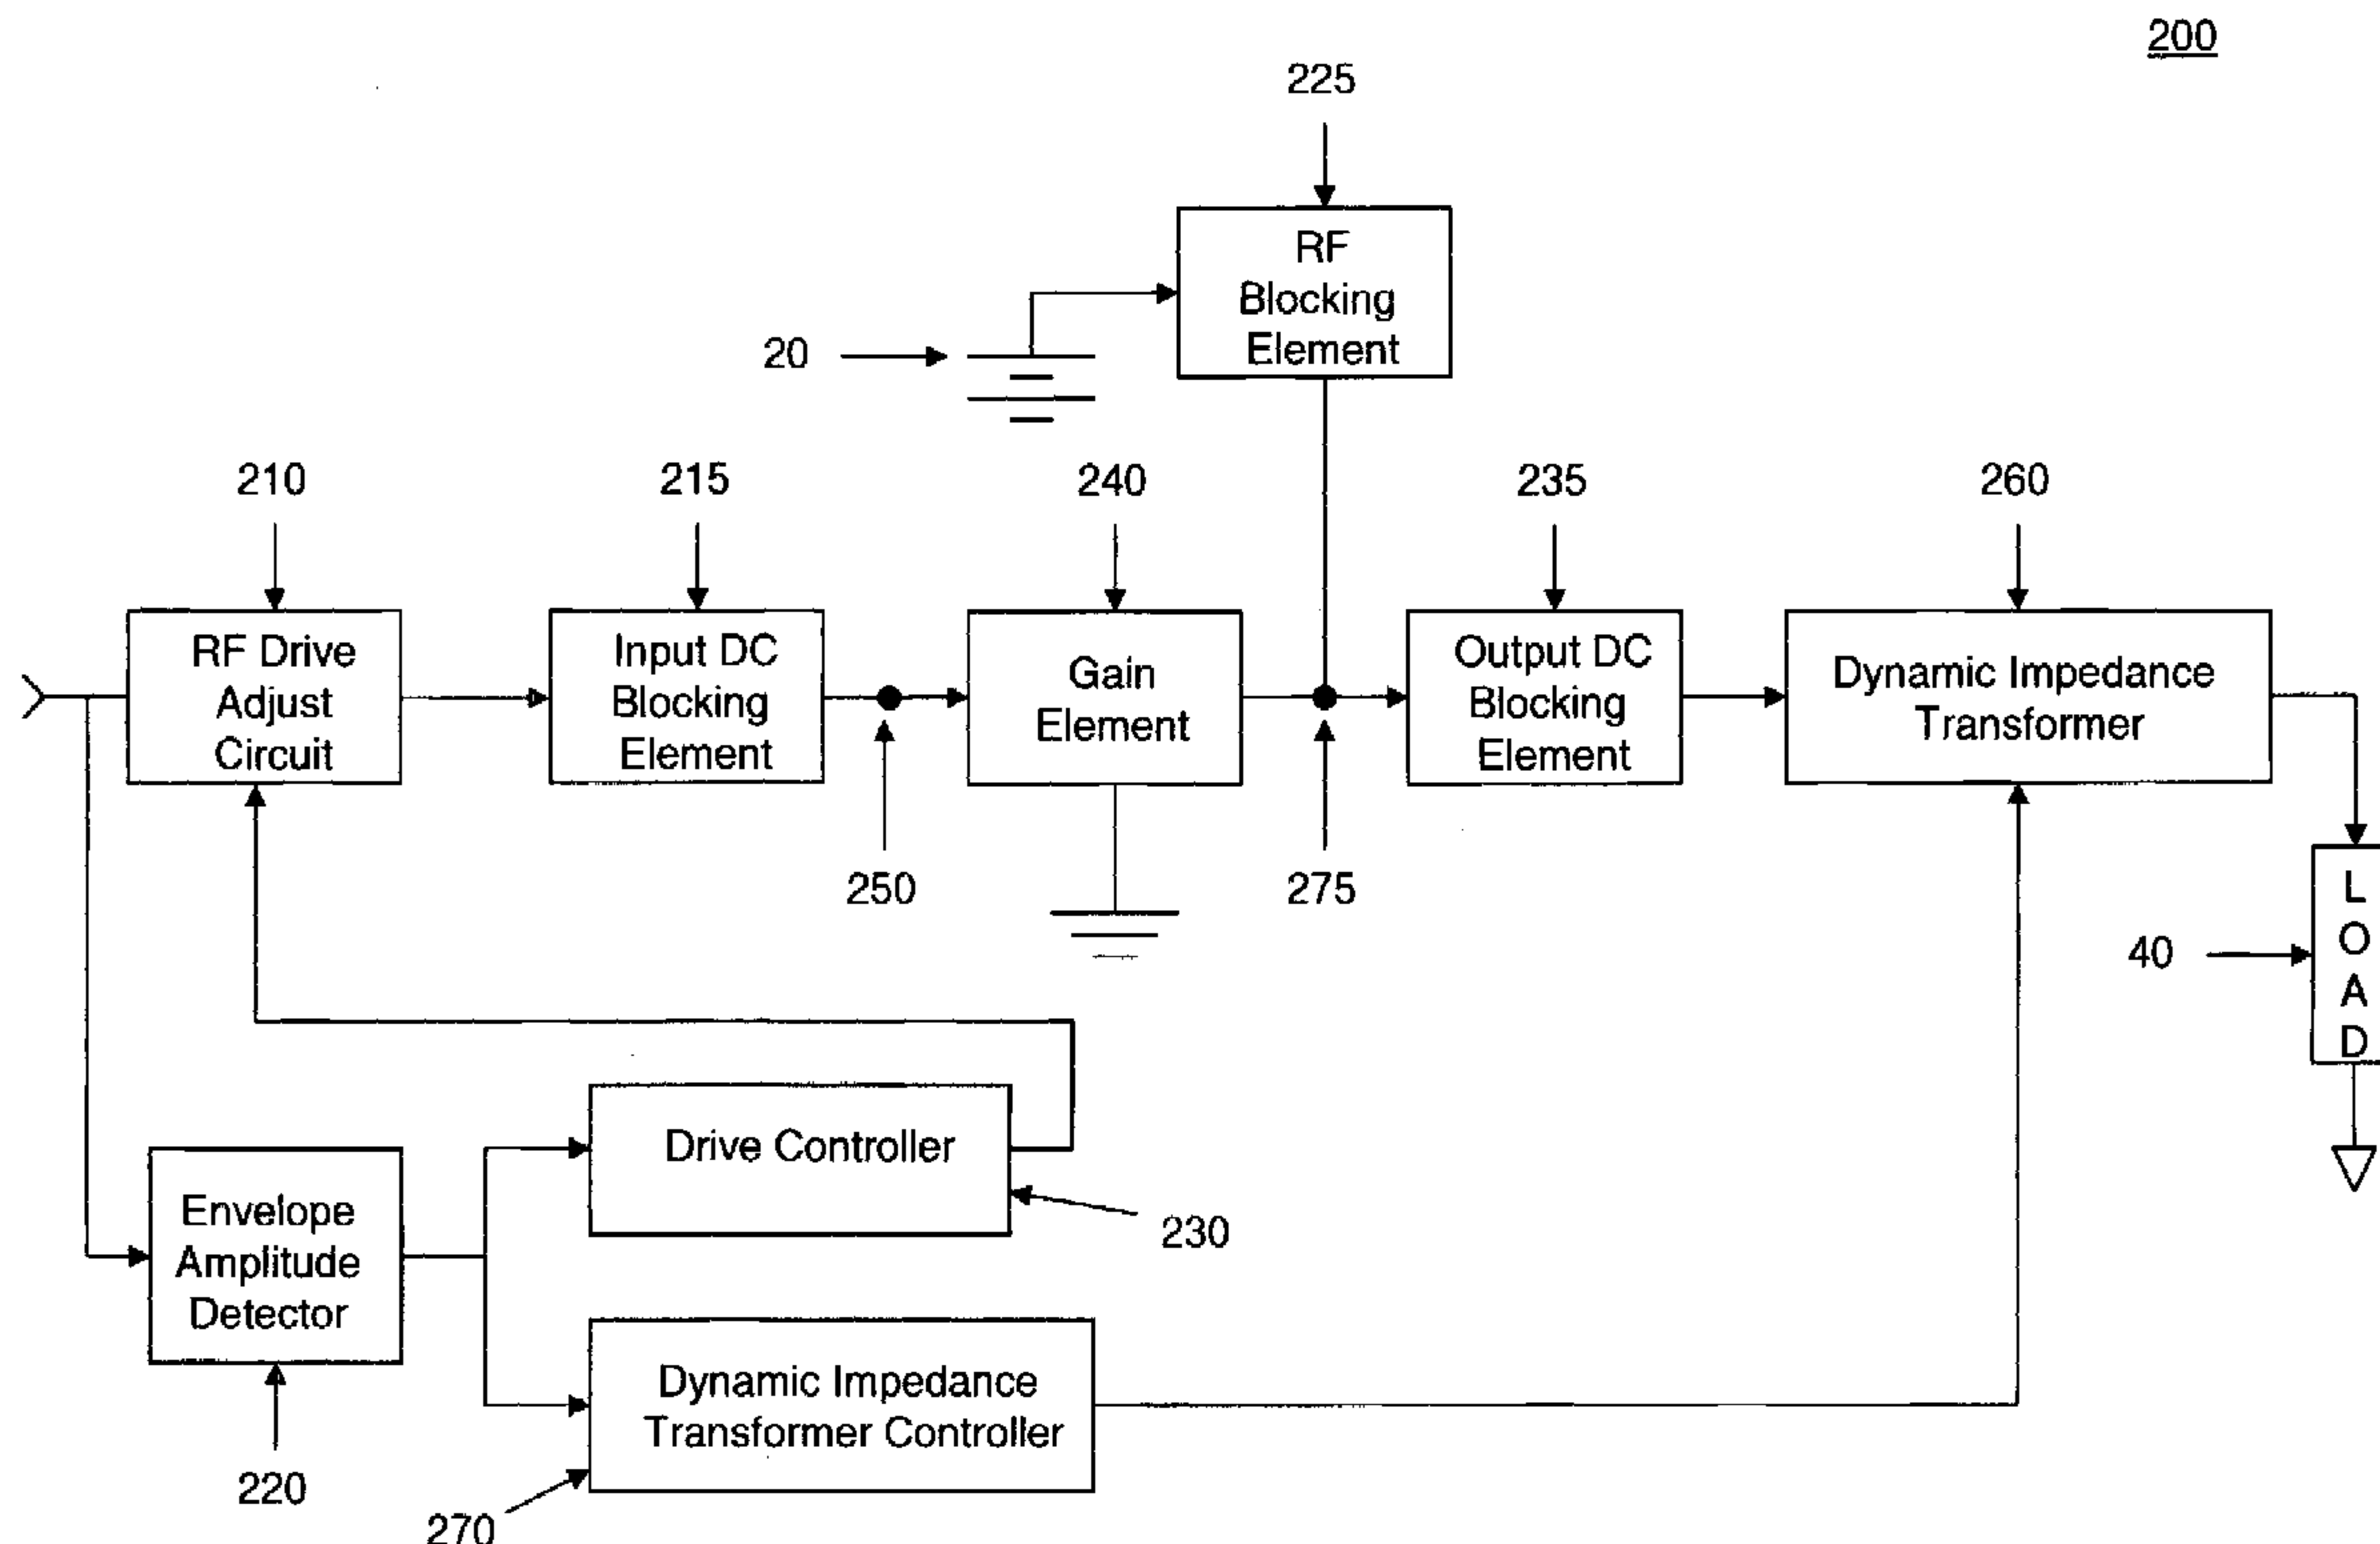 200
225
RF
Blocking
Element
20
210
215
240
235
260
RF Drive
Adjust
Circuit
Input DC
Blocking
Element
Gain
Element
Output DC
Blocking
Element
Dynamic Impedance
Transformer
250
275
40
L
O
A
D
Drive Controller
230
Envelope
Amplitude
Detector
Dynamic Impedance
Transformer Controller
220
270